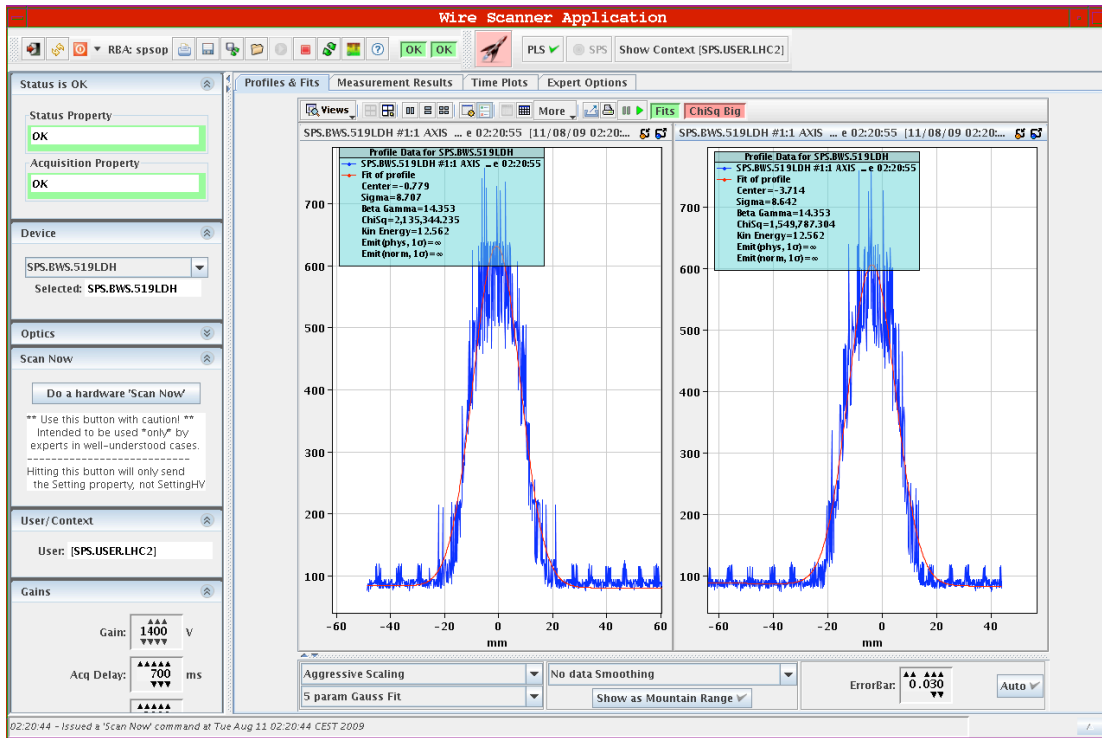 Wire Scanner Application
RBA: spsop
OK OK
PLS
SPS
Show Context [SPS.USER.LHC2]
Status is OK
Status Property
OK
Acquisition Property
OK
Device
SPS.BWS.519LDH
Selected: SPS.BWS.519LDH
Optics
Scan Now
Do a hardware 'Scan Now'
** Use this button with caution! **
Intended to be used *only* by
experts in well-understood cases.
----------------------------
Hitting this button will only send
the Setting property, not SettingHV
User/Context
User: [SPS.USER.LHC2]
Gains
Gain: 1400 V
Acq Delay: 700 ms
Profiles & Fits Measurement Results Time Plots Expert Options
Views More Fits ChiSq Big
SPS.BWS.519LDH #1:1 AXIS ... e 02:20:55 [11/08/09 02:20:...
Profile Data for SPS.BWS.519LDH
SPS.BWS.519LDH #1:1 AXIS ... e 02:20:55
Fit of profile
Center=-0.779
Sigma=8.707
Beta Gamma=14.353
ChiSq=2,135,344.235
Kin Energy=12.562
Emit(phys, 1σ)=∞
Emit(norm, 1σ)=∞
700
600
500
400
300
200
100
-60 -40 -20 0 20 40 60
mm
SPS.BWS.519LDH #1:1 AXIS ... e 02:20:55 [11/08/09 02:20:...
Profile Data for SPS.BWS.519LDH
SPS.BWS.519LDH #1:1 AXIS ... e 02:20:55
Fit of profile
Center=-3.714
Sigma=8.642
Beta Gamma=14.353
ChiSq=1,549,787.304
Kin Energy=12.562
Emit(phys, 1σ)=∞
Emit(norm, 1σ)=∞
700
600
500
400
300
200
100
-60 -40 -20 0 20 40
mm
Aggressive Scaling
5 param Gauss Fit
No data Smoothing
Show as Mountain Range
ErrorBar: 0.030
Auto
02:20:44 - Issued a 'Scan Now' command at Tue Aug 11 02:20:44 CEST 2009